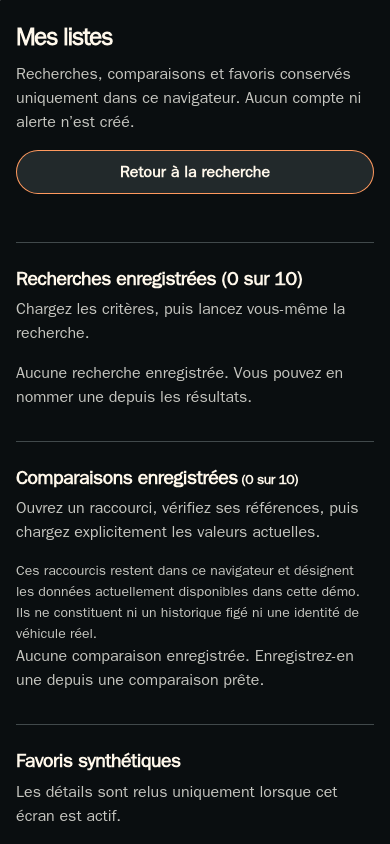 Mes listes
Recherches, comparaisons et favoris conservés
uniquement dans ce navigateur. Aucun compte ni
alerte n’est créé.
Retour à la recherche
Recherches enregistrées (0 sur 10)
Chargez les critères, puis lancez vous-même la
recherche.
Aucune recherche enregistrée. Vous pouvez en
nommer une depuis les résultats.
Comparaisons enregistrées (0 sur 10)
Ouvrez un raccourci, vérifiez ses références, puis
chargez explicitement les valeurs actuelles.
Ces raccourcis restent dans ce navigateur et désignent
les données actuellement disponibles dans cette démo.
Ils ne constituent ni un historique figé ni une identité de
véhicule réel.
Aucune comparaison enregistrée. Enregistrez-en
une depuis une comparaison prête.
Favoris synthétiques
Les détails sont relus uniquement lorsque cet
écran est actif.